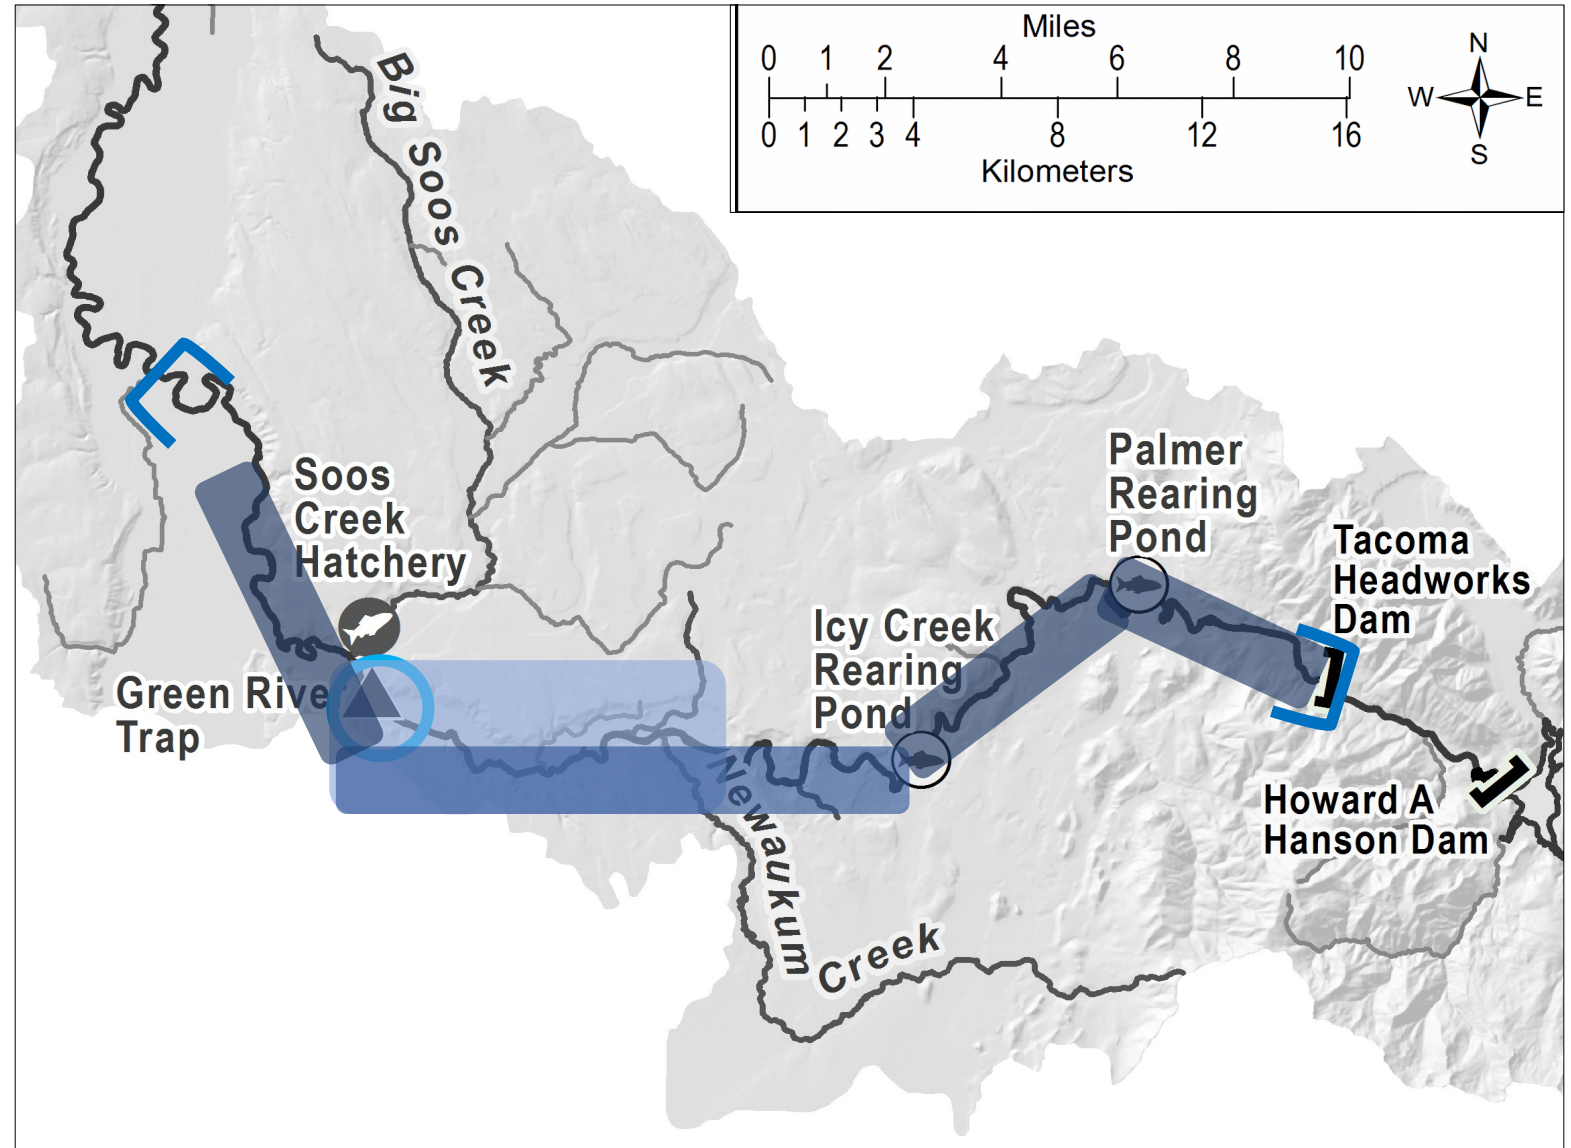 Miles
0 1 2 4 6 8 10
0 1 2 3 4 8 12 16
Kilometers
N
W E
S
Big Soos Creek
Soos
Creek
Hatchery
Palmer
Rearing
Pond
Tacoma
Headworks
Dam
Icy Creek
Rearing
Pond
Green River
Trap
Howard A
Hanson Dam
Newaukum
Creek